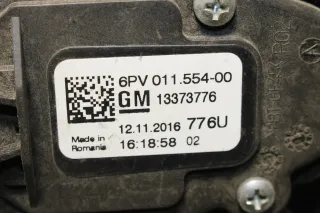 6PV 011.554-00
GM 13373776
12.11.2016 776U
Made in
Romania
16:18:58 02